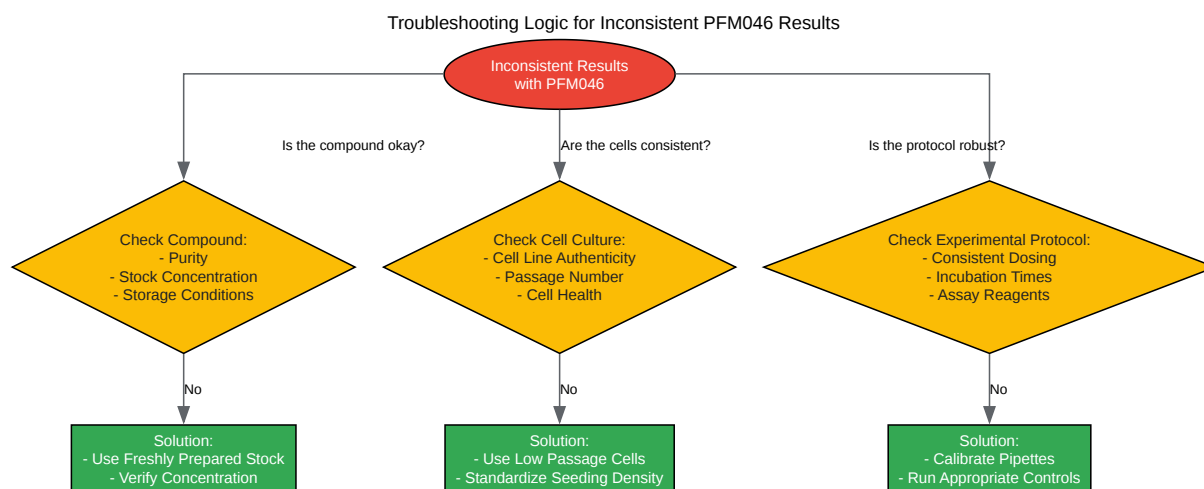 Troubleshooting Logic for Inconsistent PFM046 Results
Inconsistent Results
with PFM046
Is the compound okay?
Are the cells consistent?
Is the protocol robust?
Check Compound:
- Purity
- Stock Concentration
- Storage Conditions
Check Cell Culture:
- Cell Line Authenticity
- Passage Number
- Cell Health
Check Experimental Protocol:
- Consistent Dosing
- Incubation Times
- Assay Reagents
No
No
No
Solution:
- Use Freshly Prepared Stock
- Verify Concentration
Solution:
- Use Low Passage Cells
- Standardize Seeding Density
Solution:
- Calibrate Pipettes
- Run Appropriate Controls